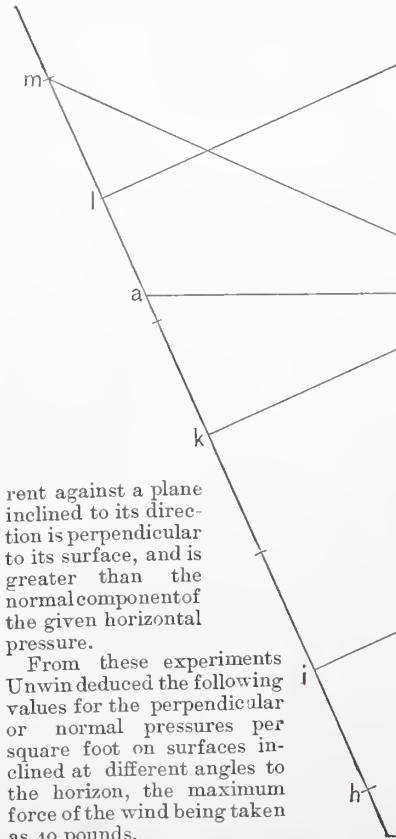 m
l
a
k
rent against a plane
inclined to its direc-
tion is perpendicular
to its surface, and is
greater than the
normal component of
the given horizontal
pressure.
From these experiments
Unwin deduced the following
values for the perpendicular
or normal pressures per
square foot on surfaces in-
clined at different angles to
the horizon, the maximum
force of the wind being taken
as 40 pounds.
i
h